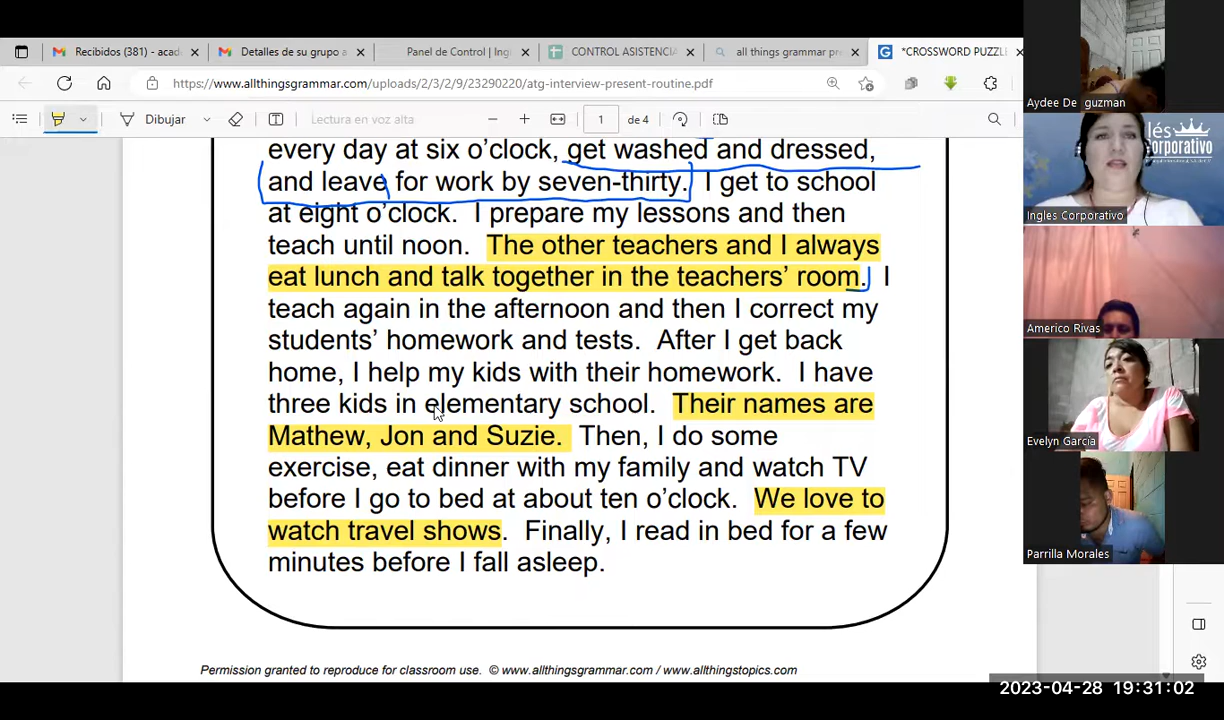 Recibidos (381) - acad
Detalles de su grupo a
Panel de Control | Ing
CONTROL ASISTENCIA
all things grammar pre
*CROSSWORD PUZZL
https://www.allthingsgrammar.com/uploads/2/3/2/9/23290220/atg-interview-present-routine.pdf
Dibujar
Lectura en voz alta
1 de 4
every day at six o'clock, get washed and dressed,
and leave for work by seven-thirty. I get to school
at eight o'clock. I prepare my lessons and then
teach until noon. The other teachers and I always
eat lunch and talk together in the teachers' room. I
teach again in the afternoon and then I correct my
students' homework and tests. After I get back
home, I help my kids with their homework. I have
three kids in elementary school. Their names are
Mathew, Jon and Suzie. Then, I do some
exercise, eat dinner with my family and watch TV
before I go to bed at about ten o'clock. We love to
watch travel shows. Finally, I read in bed for a few
minutes before I fall asleep.
Permission granted to reproduce for classroom use. © www.allthingsgrammar.com / www.allthingstopics.com
Aydee De guzman
lés
corporativo
Ingles Corporativo
Americo Rivas
Evelyn García
Parrilla Morales
2023-04-28 19:31:02